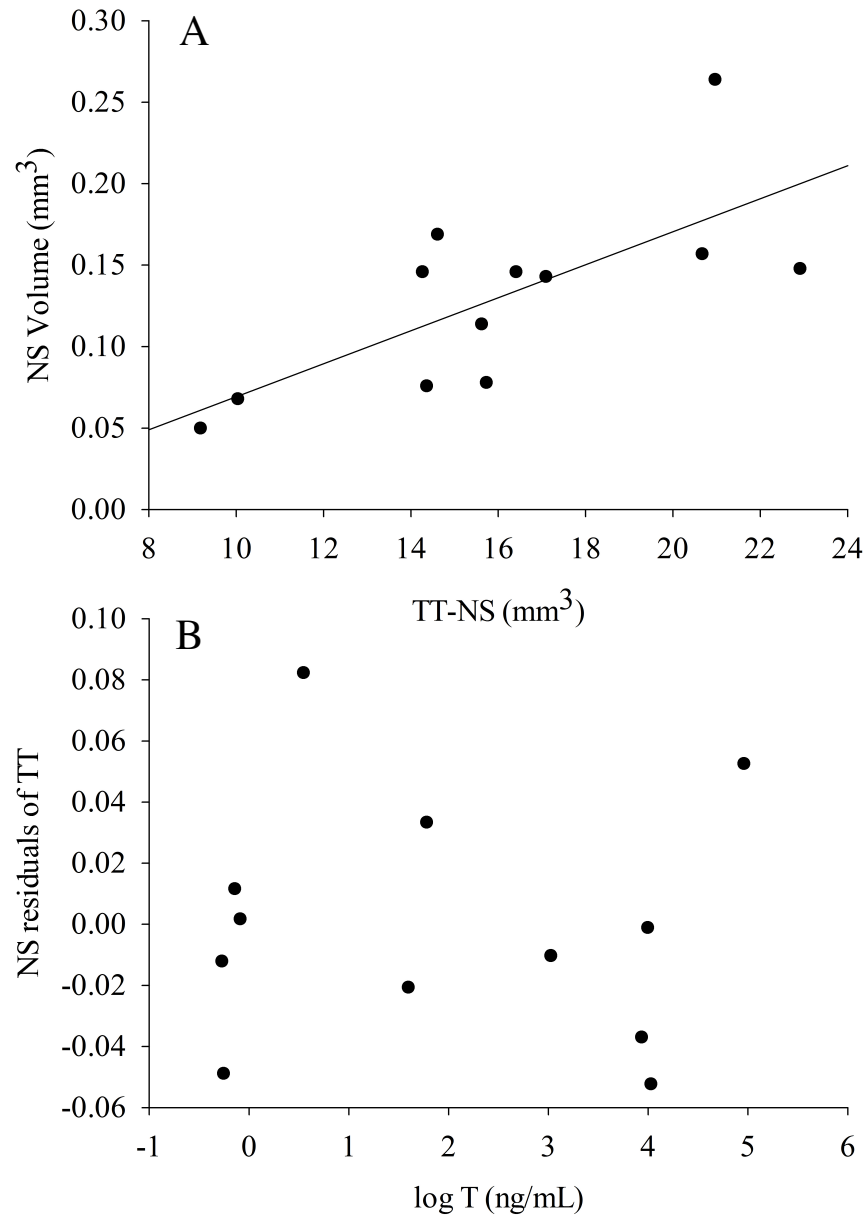 A
0.30
0.25
0.20
0.15
0.10
0.05
0.00
NS Volume (mm³)
8 10 12 14 16 18 20 22 24
TT-NS (mm³)
B
0.10
0.08
0.06
0.04
0.02
0.00
-0.02
-0.04
-0.06
NS residuals of TT
-1 0 1 2 3 4 5 6
log T (ng/mL)